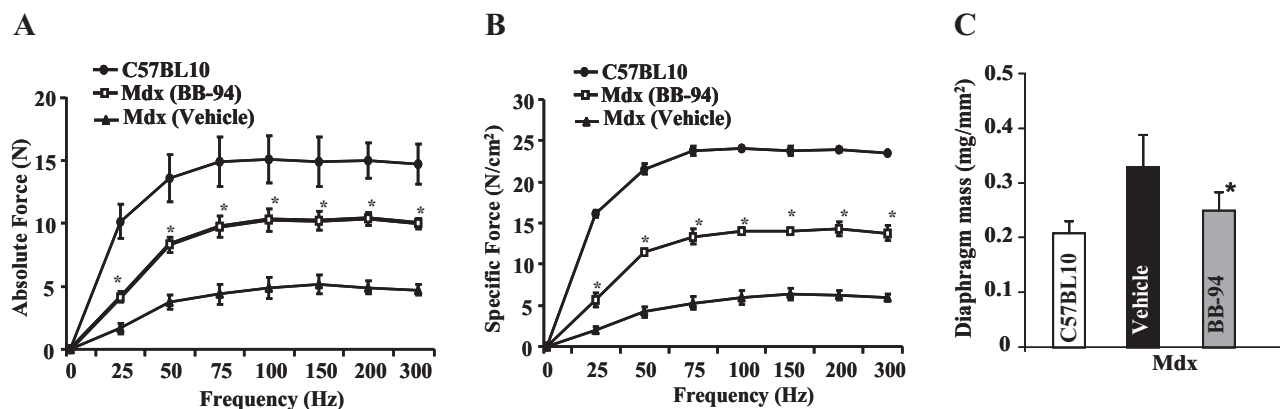 A
C57BL10
Mdx (BB-94)
Mdx (Vehicle)
Absolute Force (N)
20
15
10
5
0
* * * * * * *
0 25 50 75 100 150 200 300
Frequency (Hz)
B
C57BL10
Mdx (BB-94)
Mdx (Vehicle)
Specific Force (N/cm²)
30
25
20
15
10
5
0
* * * * * * *
0 25 50 75 100 150 200 300
Frequency (Hz)
C
Diaphragm mass (mg/mm²)
0.5
0.4
0.3
0.2
0.1
0
C57BL10
Vehicle
BB-94
*
Mdx